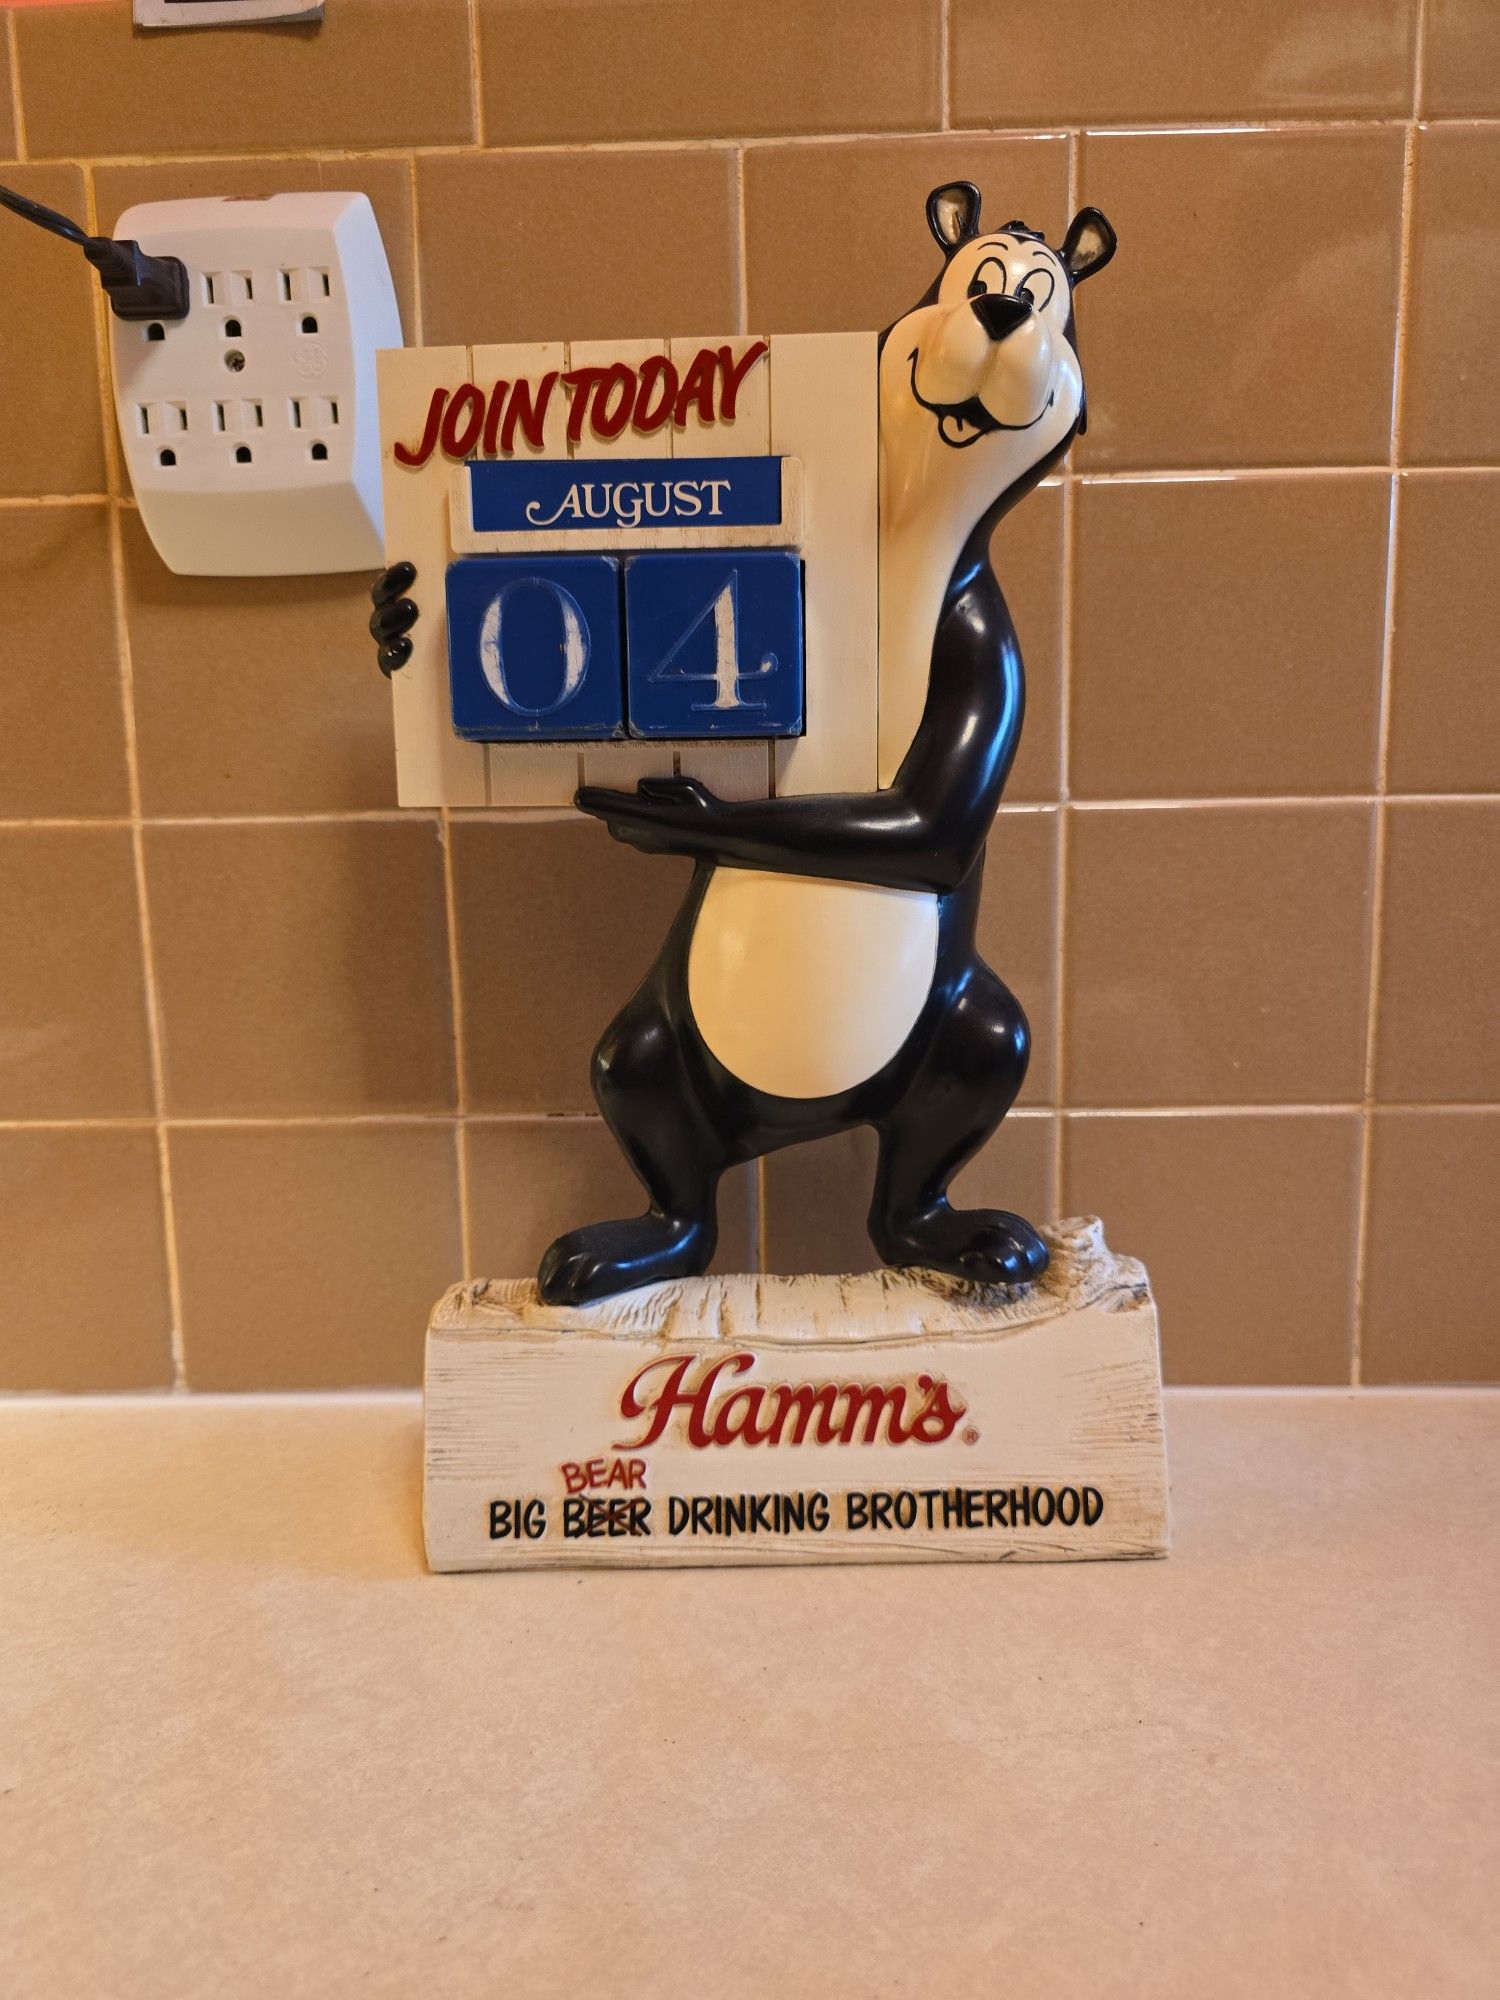 JOIN TODAY
AUGUST
04
Hamm's®
BEAR
BIG BEER DRINKING BROTHERHOOD